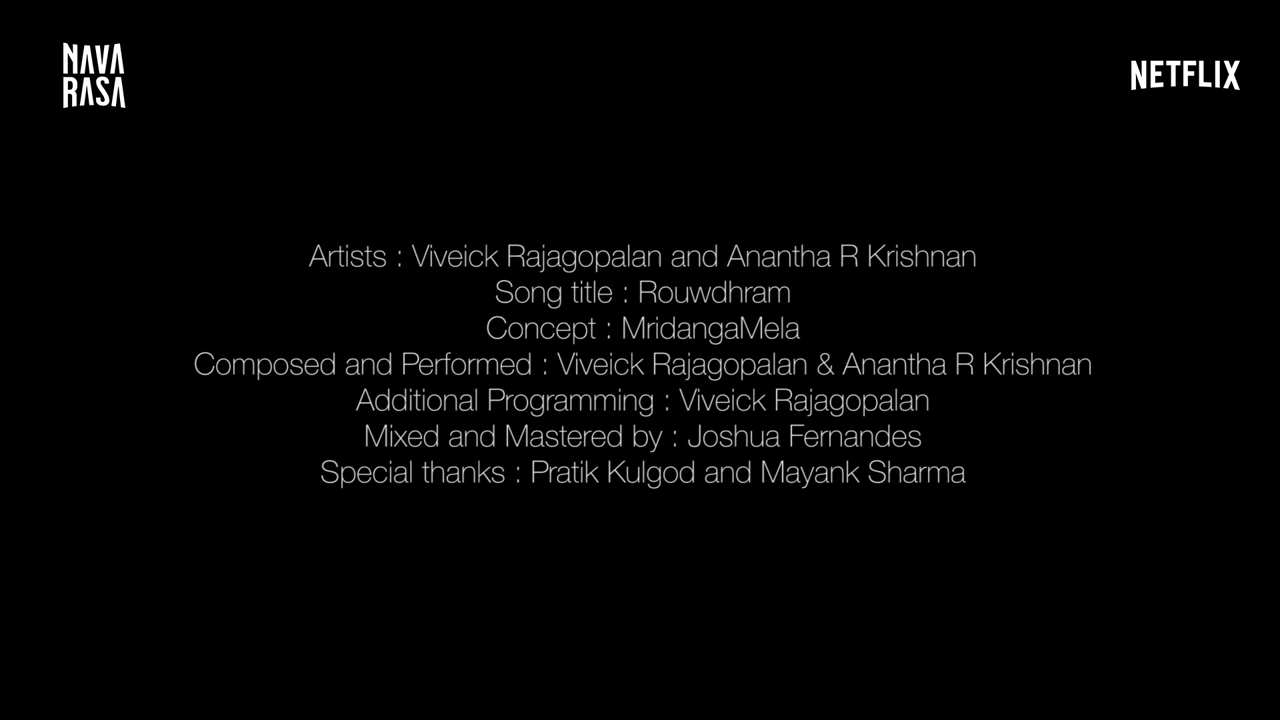 NAVA
RASA
NETFLIX
Artists : Viveick Rajagopalan and Anantha R Krishnan
Song title : Rouwdhram
Concept : MridangaMela
Composed and Performed : Viveick Rajagopalan & Anantha R Krishnan
Additional Programming : Viveick Rajagopalan
Mixed and Mastered by : Joshua Fernandes
Special thanks : Pratik Kulgod and Mayank Sharma